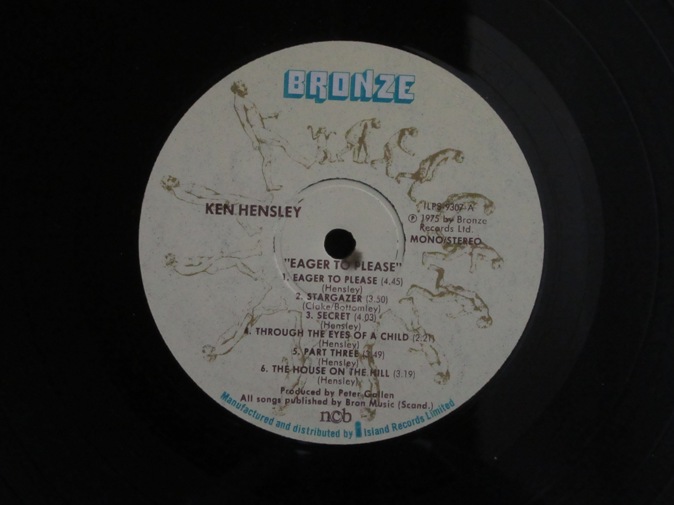 BRONZE
KEN HENSLEY
ILPS 9307-A
℗ 1975 by Bronze
Records Ltd.
MONO/STEREO
"EAGER TO PLEASE"
1. EAGER TO PLEASE (4.45)
(Hensley)
2. STARGAZER (3.50)
(Clake/Bottomley)
3. SECRET (4.03)
(Hensley)
4. THROUGH THE EYES OF A CHILD (2.21)
(Hensley)
5. PART THREE (3.49)
(Hensley)
6. THE HOUSE ON THE HILL (3.19)
(Hensley)
Produced by Peter Gallen
All songs published by Bron Music (Scand.)
ncb
Manufactured and distributed by Island Records Limited